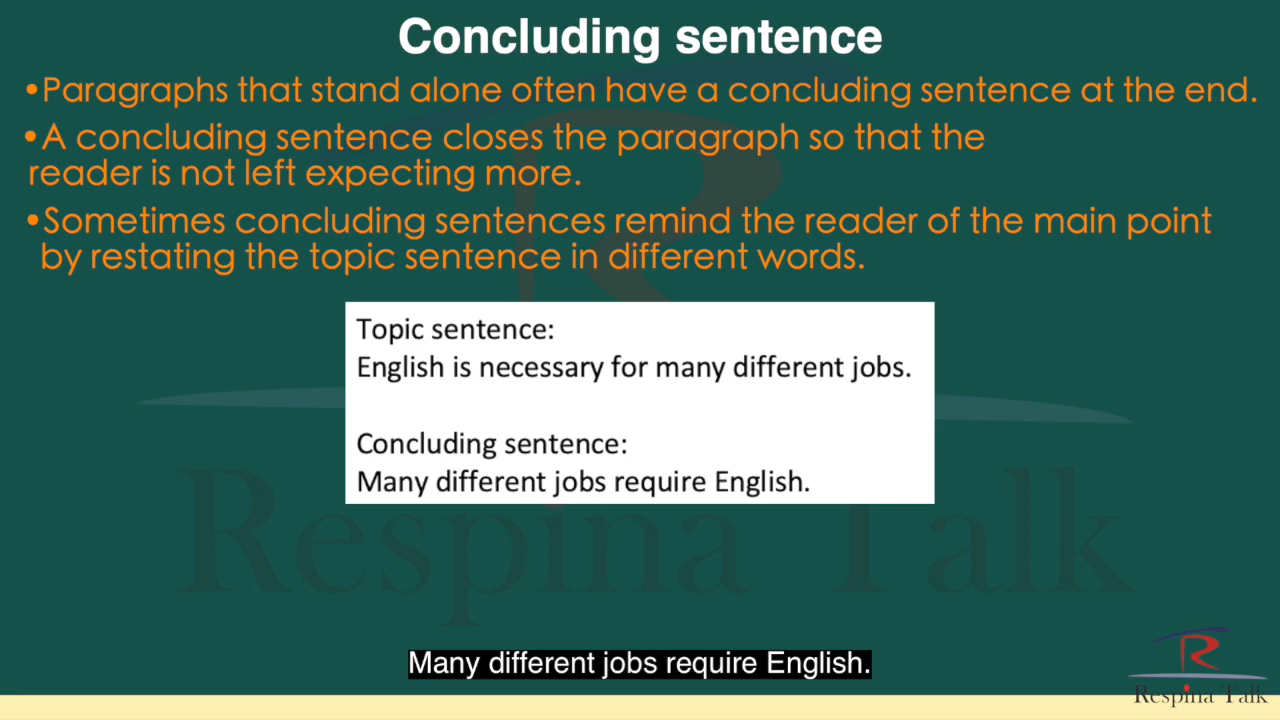 Concluding sentence
•Paragraphs that stand alone often have a concluding sentence at the end.
•A concluding sentence closes the paragraph so that the
reader is not left expecting more.
•Sometimes concluding sentences remind the reader of the main point
by restating the topic sentence in different words.
Topic sentence:
English is necessary for many different jobs.
Concluding sentence:
Many different jobs require English.
Respina Talk
Many different jobs require English.
Respina Talk